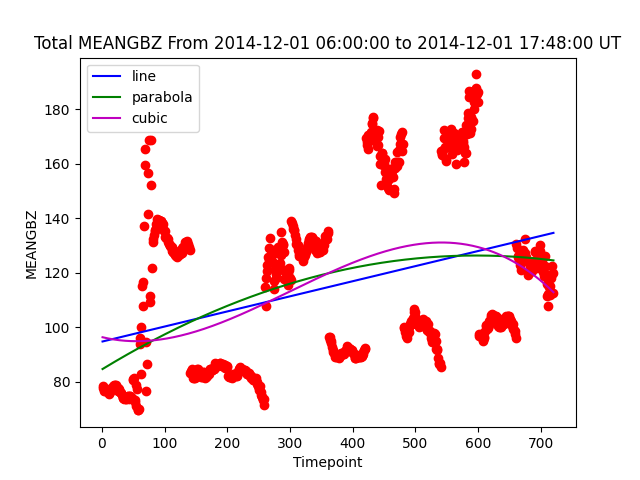 Total MEANGBZ From 2014-12-01 06:00:00 to 2014-12-01 17:48:00 UT
line
parabola
cubic
180
160
140
120
100
80
MEANGBZ
0 100 200 300 400 500 600 700
Timepoint